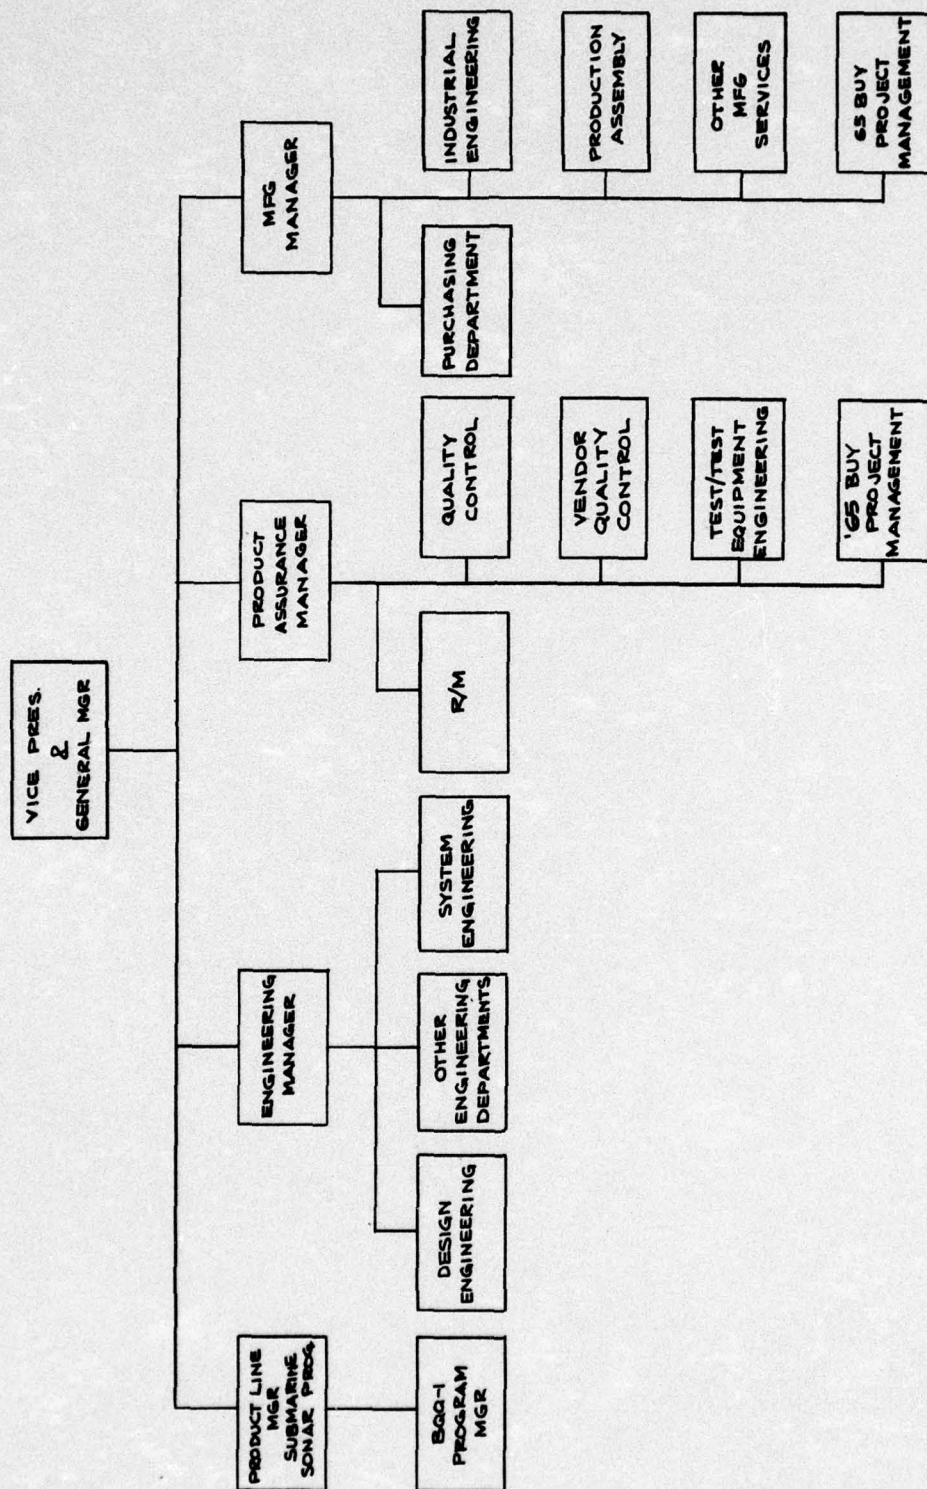 VICE PRES.
&
GENERAL MGR
PRODUCT LINE
MGR
SUBMARINE
SONAR PROG
ENGINEERING
MANAGER
PRODUCT
ASSURANCE
MANAGER
MFG
MANAGER
BQQ-1
PROGRAM
MGR
DESIGN
ENGINEERING
OTHER
ENGINEERING
DEPARTMENTS
SYSTEM
ENGINEERING
R/M
QUALITY
CONTROL
VENDOR
QUALITY
CONTROL
TEST/TEST
EQUIPMENT
ENGINEERING
'65 BUY
PROJECT
MANAGEMENT
PURCHASING
DEPARTMENT
INDUSTRIAL
ENGINEERING
PRODUCTION
ASSEMBLY
OTHER
MFG
SERVICES
65 BUY
PROJECT
MANAGEMENT